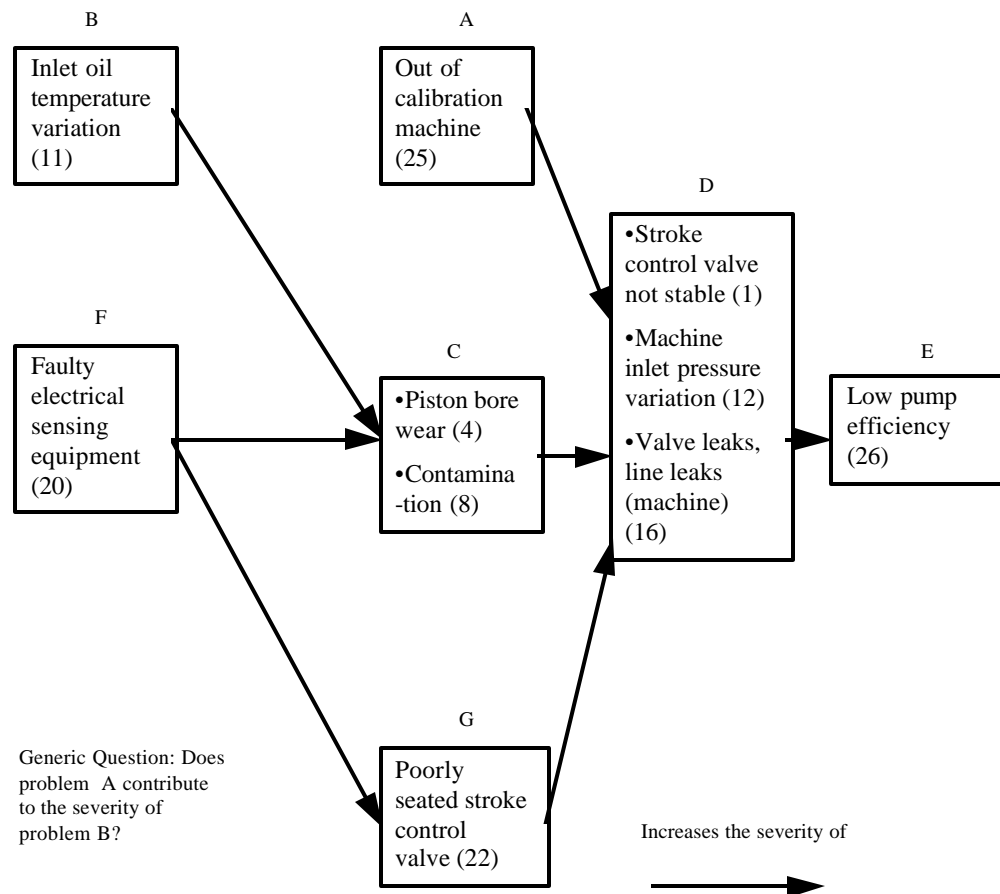 B
Inlet oil
temperature
variation
(11)
A
Out of
calibration
machine
(25)
D
•Stroke
control valve
not stable (1)
•Machine
inlet pressure
variation (12)
•Valve leaks,
line leaks
(machine)
(16)
F
Faulty
electrical
sensing
equipment
(20)
C
•Piston bore
wear (4)
•Contamina
-tion (8)
E
Low pump
efficiency
(26)
G
Poorly
seated stroke
control
valve (22)
Generic Question: Does
problem A contribute
to the severity of
problem B?
Increases the severity of